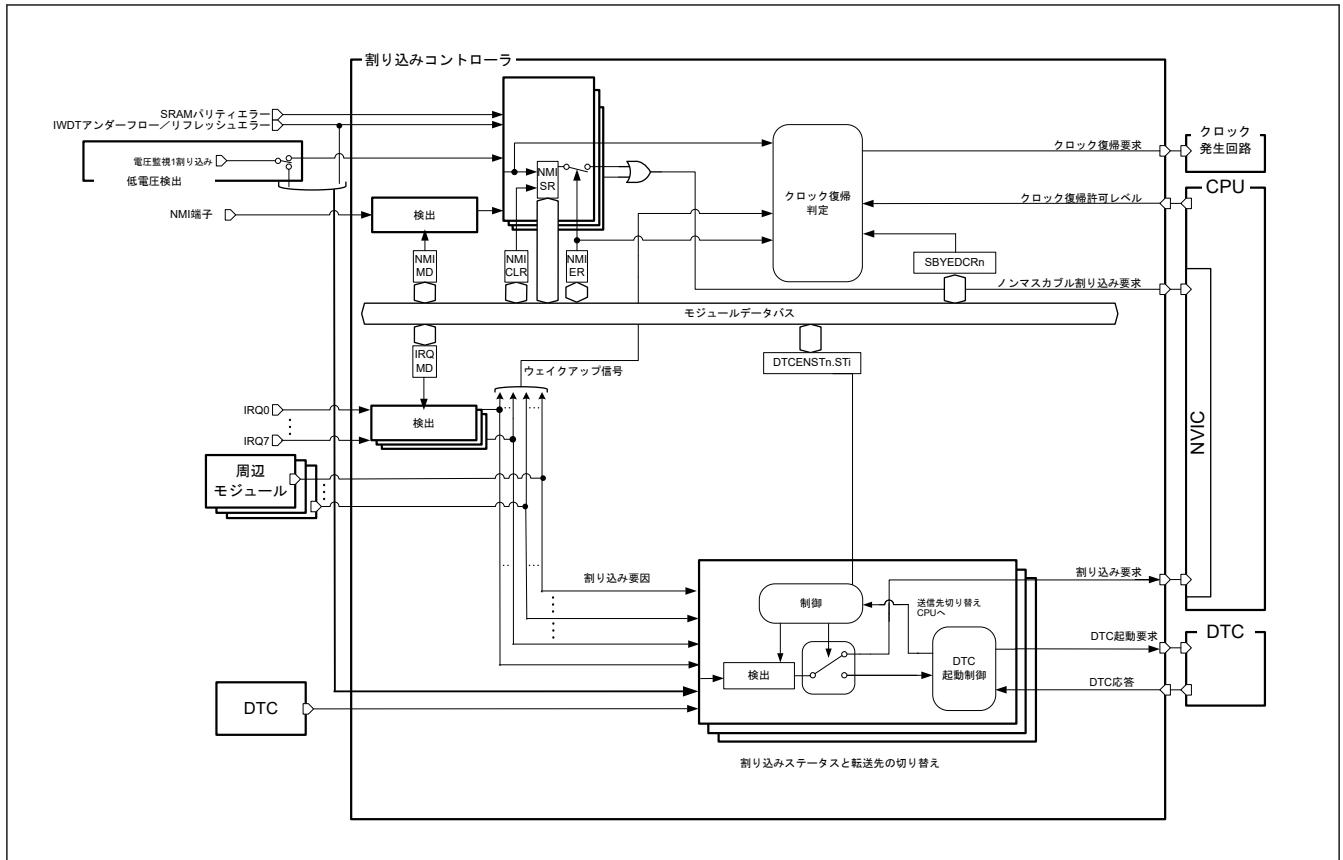 割り込みコントローラ
SRAMパリティエラー
IWDTアンダーフロー／リフレッシュエラー
電圧監視1割り込み
低電圧検出
NMI端子
検出
NMI
SR
NMI
MD
NMI
CLR
NMI
ER
クロック復帰
判定
SBYEDCRn
クロック復帰要求
クロック
発生回路
クロック復帰許可レベル
CPU
ノンマスカブル割り込み要求
モジュールデータバス
IRQ
MD
ウェイクアップ信号
DTCENSTn.STi
NVIC
IRQ0
IRQ7
検出
周辺
モジュール
割り込み要因
制御
送信先切り替え
CPUへ
割り込み要求
検出
DTC
起動制御
DTC起動要求
DTC応答
DTC
DTC
割り込みステータスと転送先の切り替え